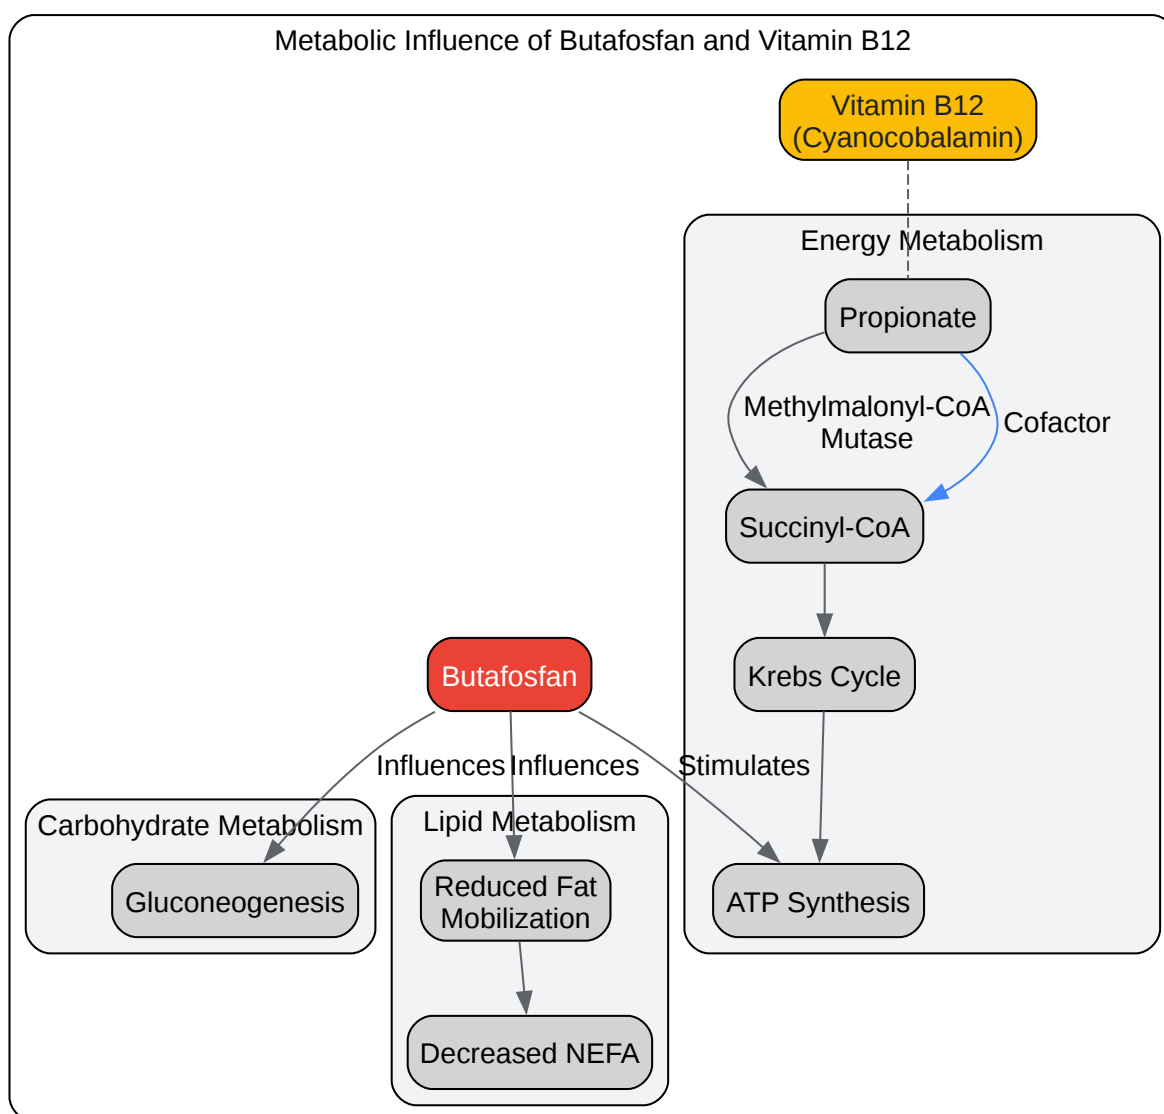 Metabolic Influence of Butafosfan and Vitamin B12
Vitamin B12
(Cyanocobalamin)
Energy Metabolism
Propionate
Methylmalonyl-CoA
Mutase
Cofactor
Succinyl-CoA
Butafosfan
Krebs Cycle
Influences
Influences
Stimulates
Carbohydrate Metabolism
Lipid Metabolism
Gluconeogenesis
Reduced Fat
Mobilization
ATP Synthesis
Decreased NEFA